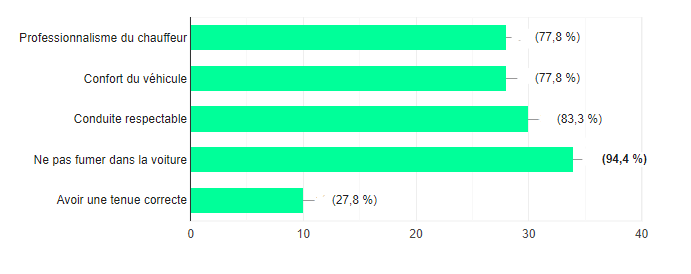 Professionnalisme du chauffeur (77,8 %)
Confort du véhicule (77,8 %)
Conduite respectable (83,3 %)
Ne pas fumer dans la voiture (94,4 %)
Avoir une tenue correcte (27,8 %)
0 10 20 30 40